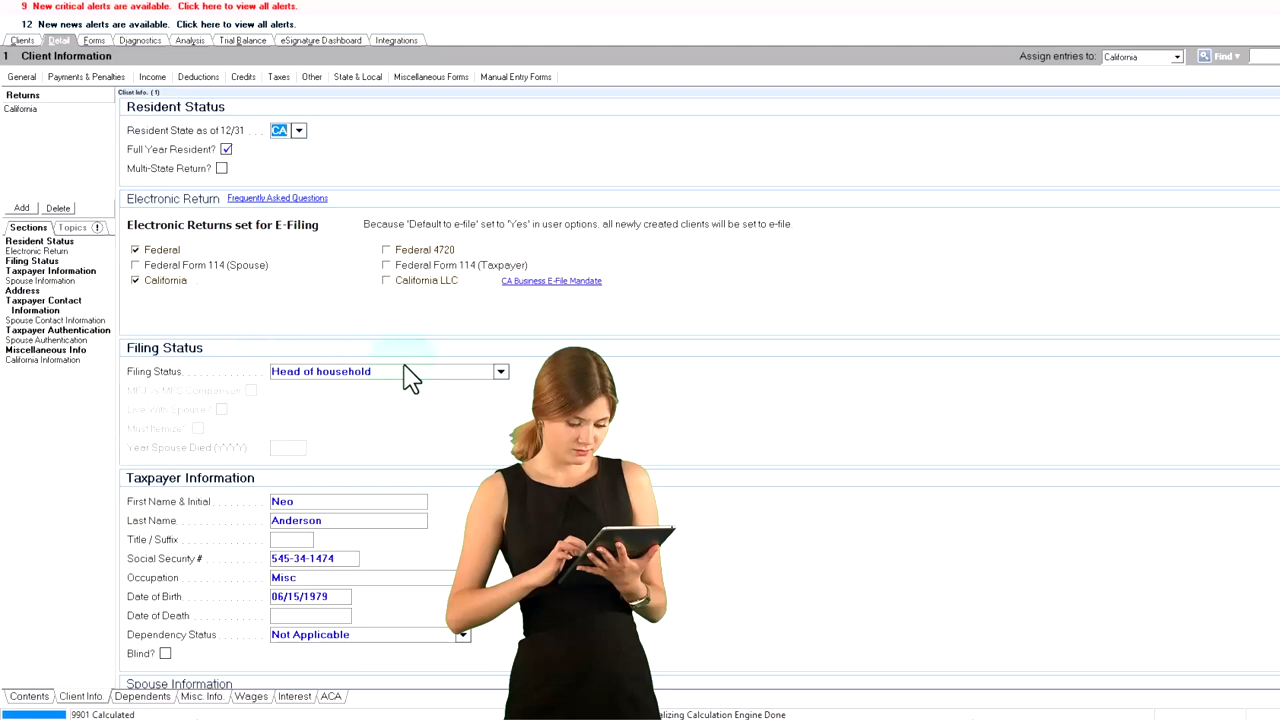 9 New critical alerts are available. Click here to view all alerts.
12 New news alerts are available. Click here to view all alerts.
Clients Detail Forms Diagnostics Analysis Trial Balance eSignature Dashboard Integrations
1 Client Information Assign entries to: California Find
General Payments & Penalties Income Deductions Credits Taxes Other State & Local Miscellaneous Forms Manual Entry Forms
Returns
California
Add Delete
Sections Topics
Resident Status
Electronic Return
Filing Status
Taxpayer Information
Spouse Information
Address
Taxpayer Contact
Information
Spouse Contact Information
Taxpayer Authentication
Spouse Authentication
Miscellaneous Info
California Information
Client Info. (1)
Resident Status
Resident State as of 12/31 . . . CA
Full Year Resident?
Multi-State Return?
Electronic Return Frequently Asked Questions
Electronic Returns set for E-Filing Because 'Default to e-file' set to 'Yes' in user options, all newly created clients will be set to e-file.
Federal Federal 4720
Federal Form 114 (Spouse) Federal Form 114 (Taxpayer)
California California LLC CA Business E-File Mandate
Filing Status
Filing Status Head of household
MFJ vs MFS Comparison
Live with Spouse?
Must Itemize?
Year Spouse Died (YYYY)
Taxpayer Information
First Name & Initial Neo
Last Name Anderson
Title / Suffix
Social Security # 545-34-1474
Occupation Misc
Date of Birth 06/15/1979
Date of Death
Dependency Status Not Applicable
Blind?
Spouse Information
Contents Client Info. Dependents Misc. Info. Wages Interest ACA
9901 Calculated alizing Calculation Engine Done